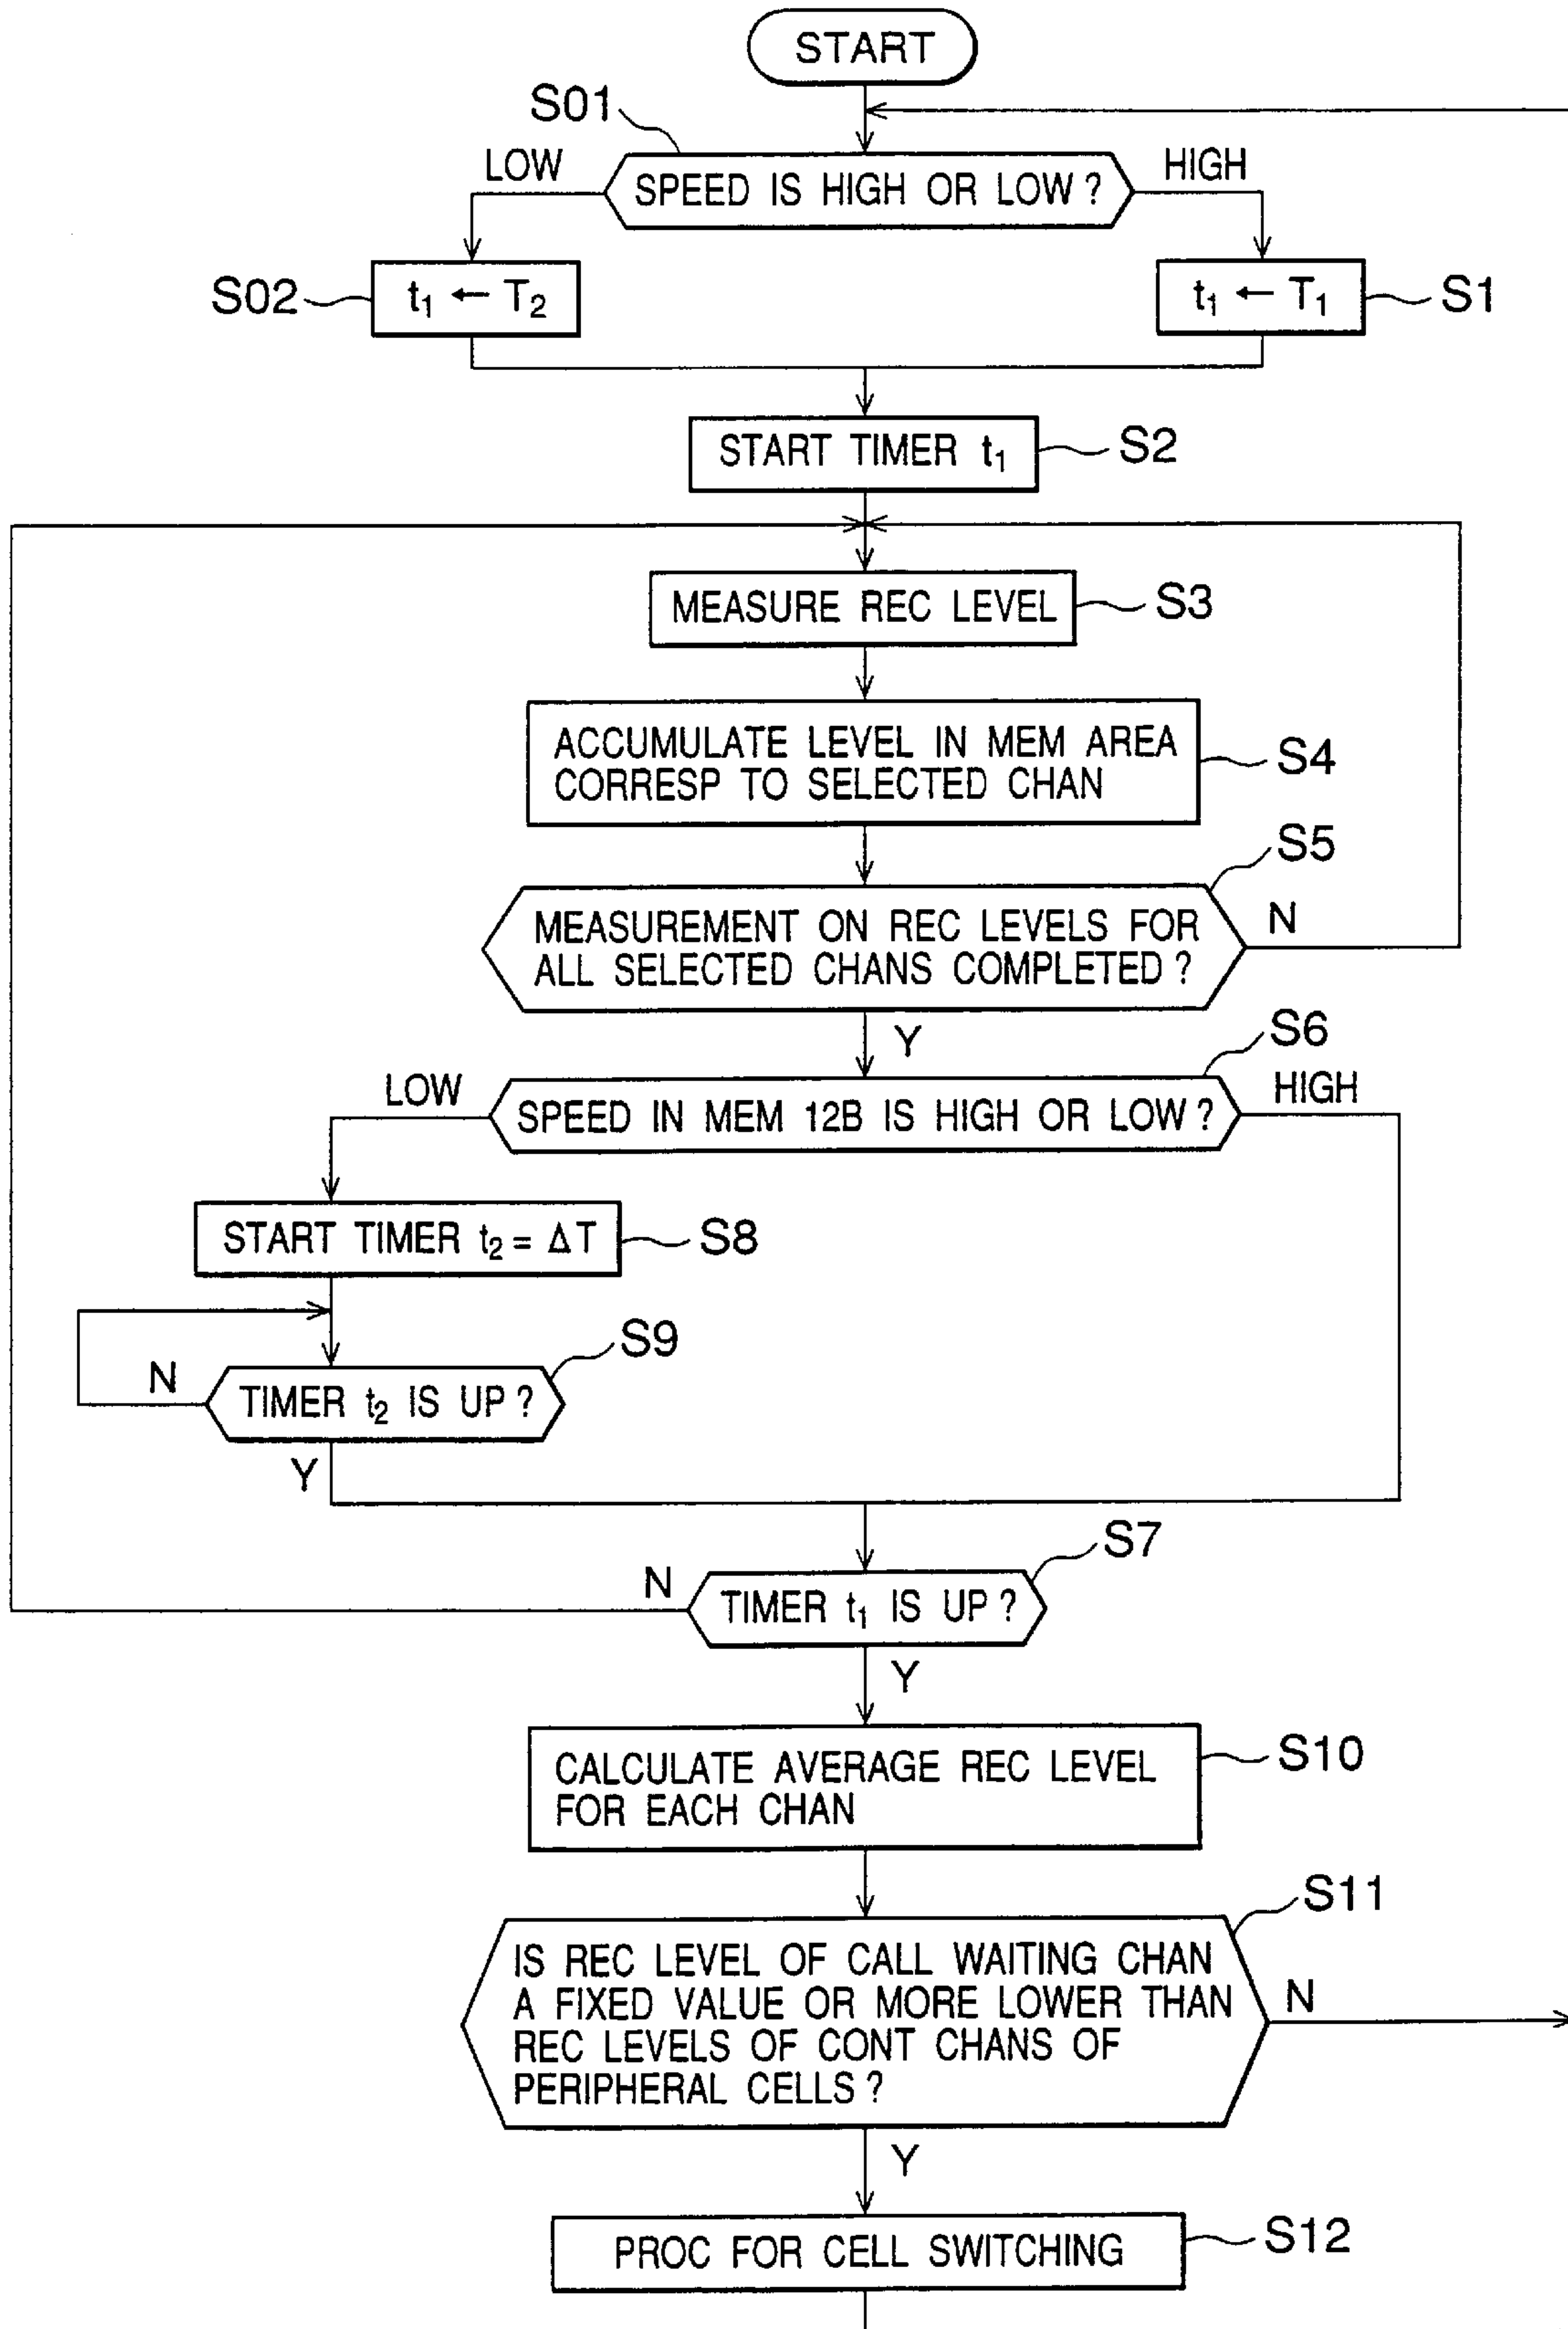 START
S01
LOW
SPEED IS HIGH OR LOW ?
HIGH
S02
t₁ ← T₂
t₁ ← T₁
S1
START TIMER t₁
S2
MEASURE REC LEVEL
S3
ACCUMULATE LEVEL IN MEM AREA
CORRESP TO SELECTED CHAN
S4
S5
MEASUREMENT ON REC LEVELS FOR
ALL SELECTED CHANS COMPLETED ?
N
Y
S6
LOW
SPEED IN MEM 12B IS HIGH OR LOW ?
HIGH
START TIMER t₂ = ΔT
S8
S9
N
TIMER t₂ IS UP ?
Y
S7
N
TIMER t₁ IS UP ?
Y
CALCULATE AVERAGE REC LEVEL
FOR EACH CHAN
S10
S11
IS REC LEVEL OF CALL WAITING CHAN
A FIXED VALUE OR MORE LOWER THAN
REC LEVELS OF CONT CHANS OF
PERIPHERAL CELLS ?
N
Y
PROC FOR CELL SWITCHING
S12